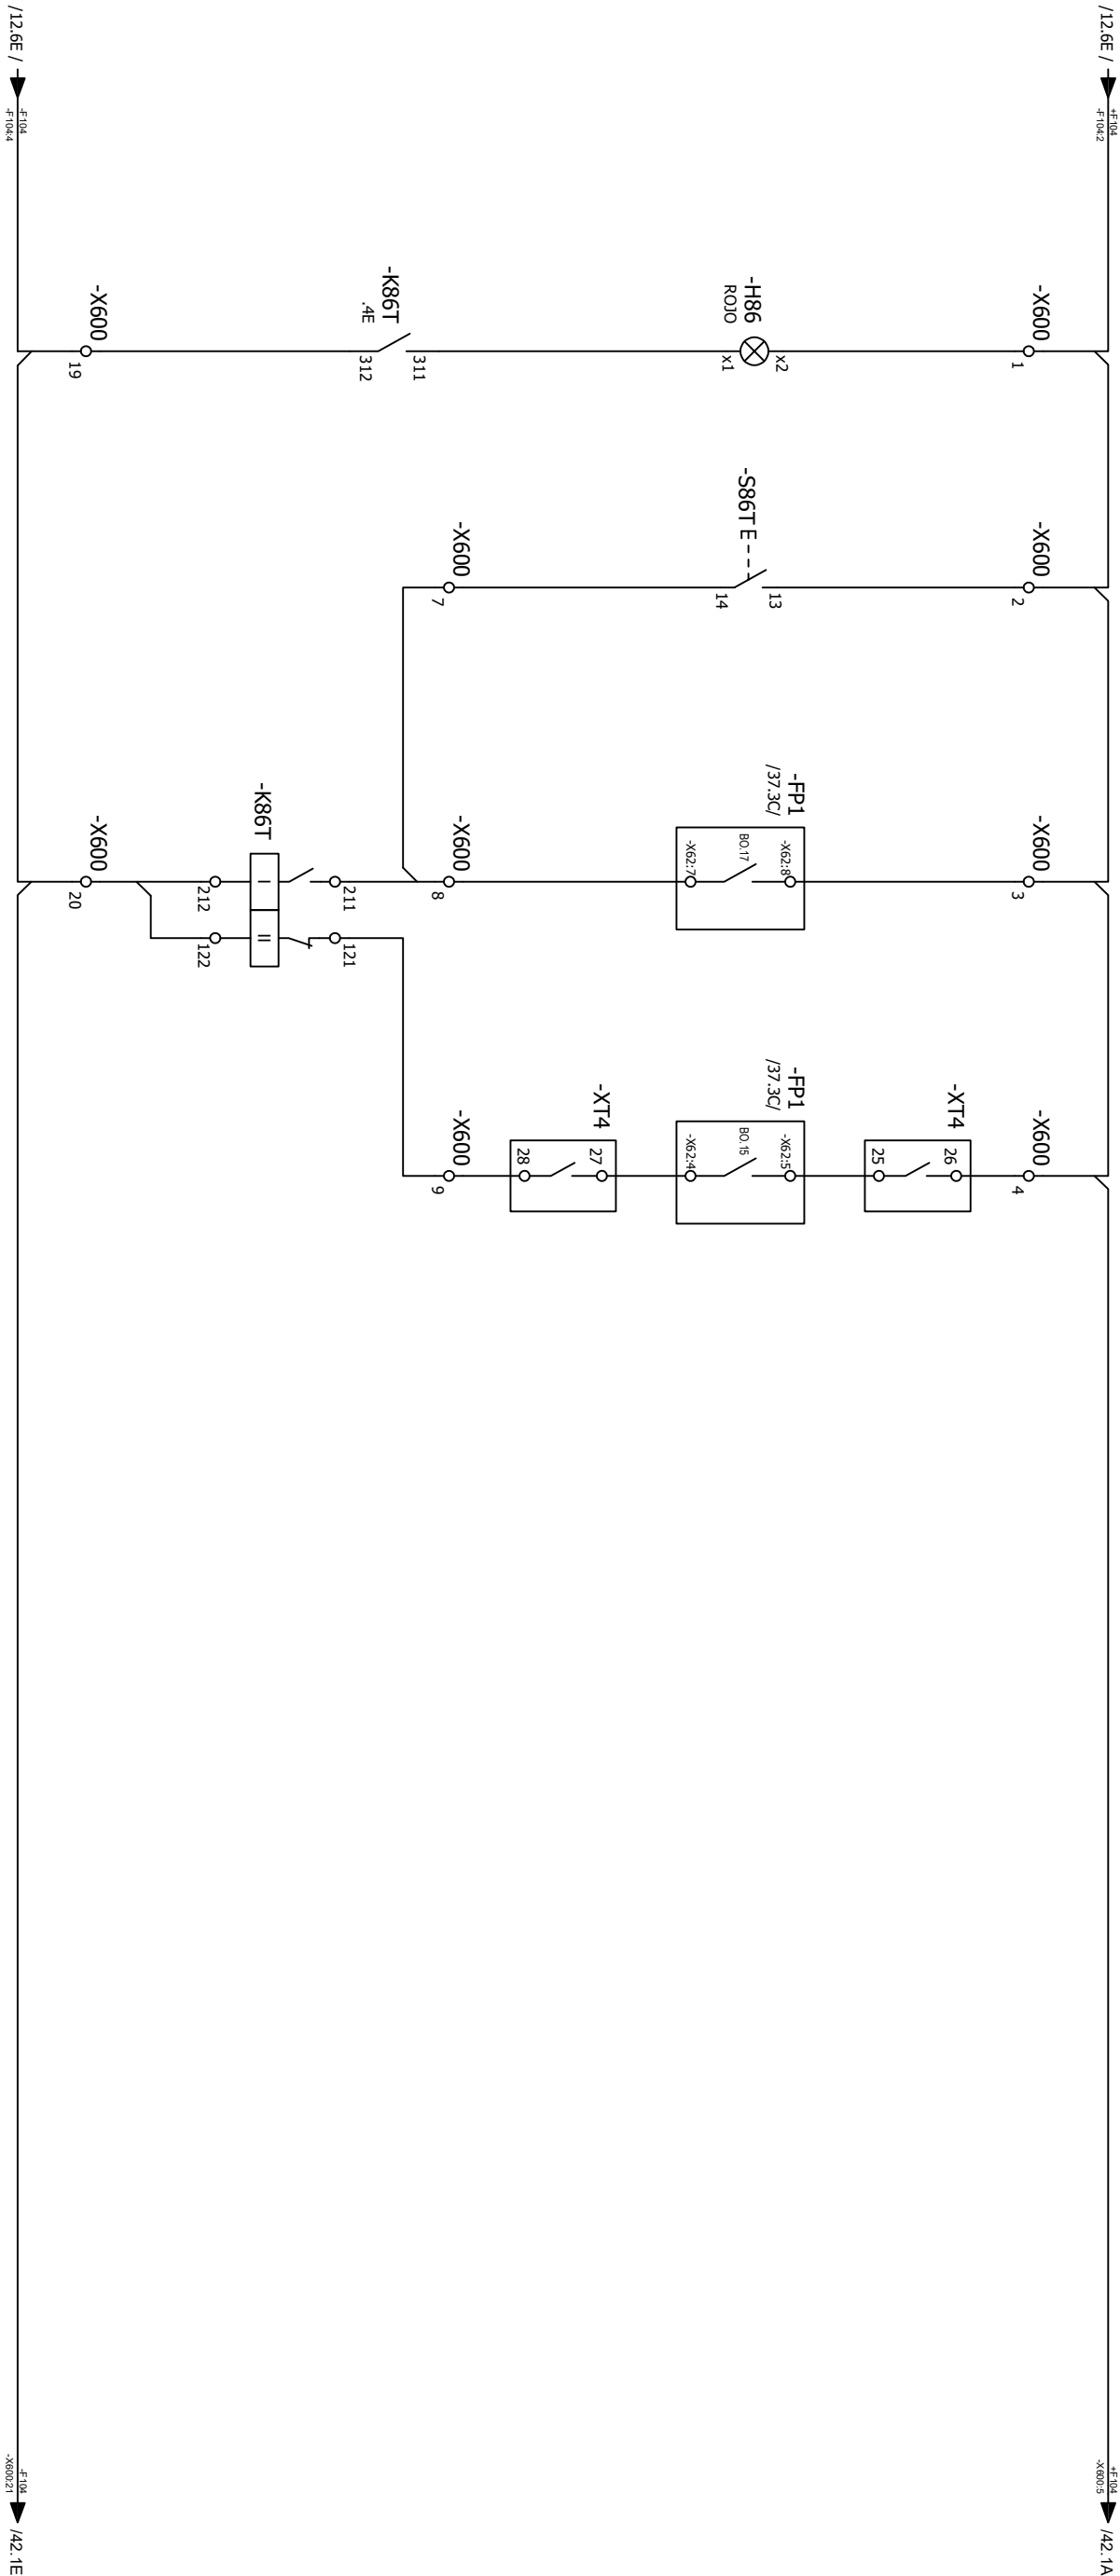 /12.6E /
+F104
-F104:2
-X600
1
-X600
2
-X600
3
-X600
4
+F104
-X600:5
/42.1A
-H86
ROJO
x2
x1
-S86T E
13
14
-FP1
/37.3C/
-X62:8
BO.17
-X62:7
-XT4
26
25
-FP1
/37.3C/
-X62:5
BO.15
-X62:4
-XT4
27
28
-X600
7
-X600
8
-X600
9
-K86T
.4E
311
312
-K86T
211
121
I
II
212
122
-X600
19
-X600
20
/12.6E /
-F104
-F104:4
-F104
-X600:21
/42.1E